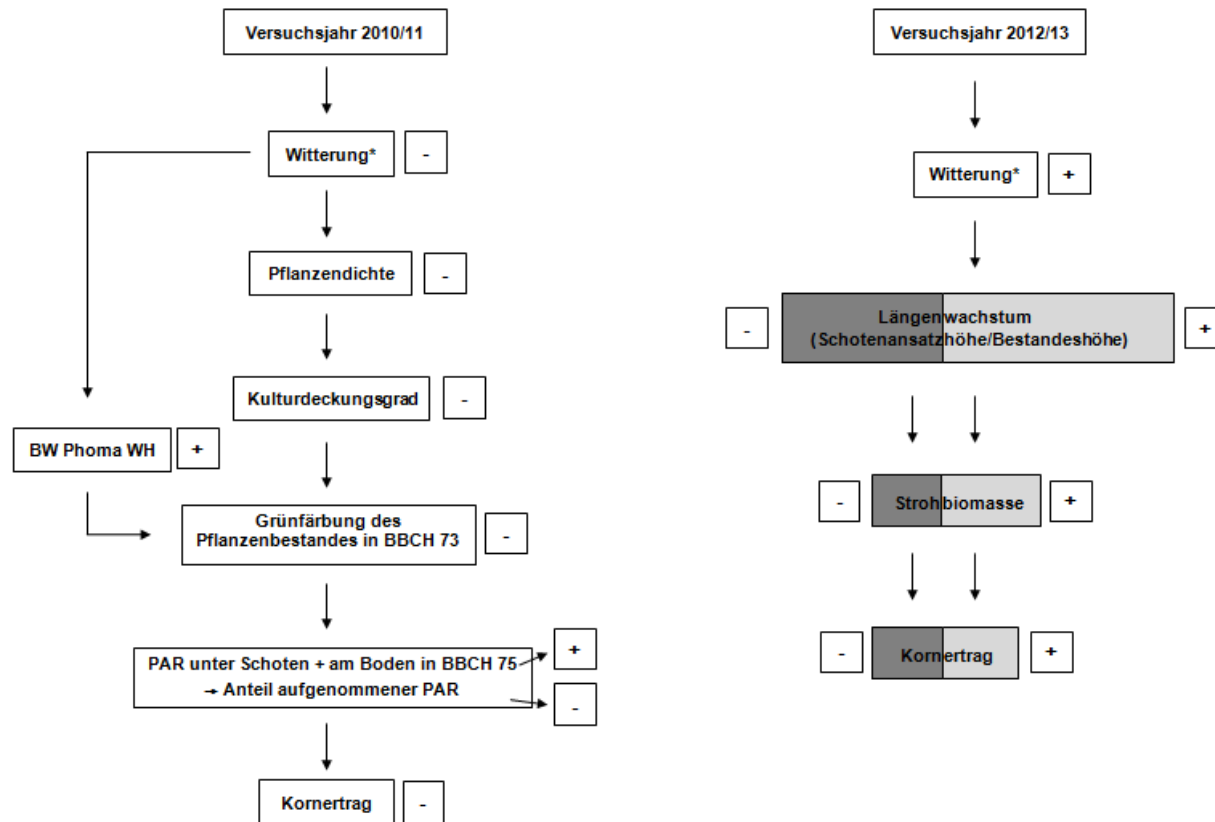 Versuchsjahr 2010/11
Witterung*
-
Pflanzendichte
-
Kulturdeckungsgrad
-
BW Phoma WH
+
Grünfärbung des
Pflanzenbestandes in BBCH 73
-
PAR unter Schoten + am Boden in BBCH 75
→ Anteil aufgenommener PAR
+
-
Kornertrag
-
Versuchsjahr 2012/13
Witterung*
+
-
Längenwachstum
(Schotenansatzhöhe/Bestandeshöhe)
+
-
Strohbiomasse
+
-
Kornertrag
+